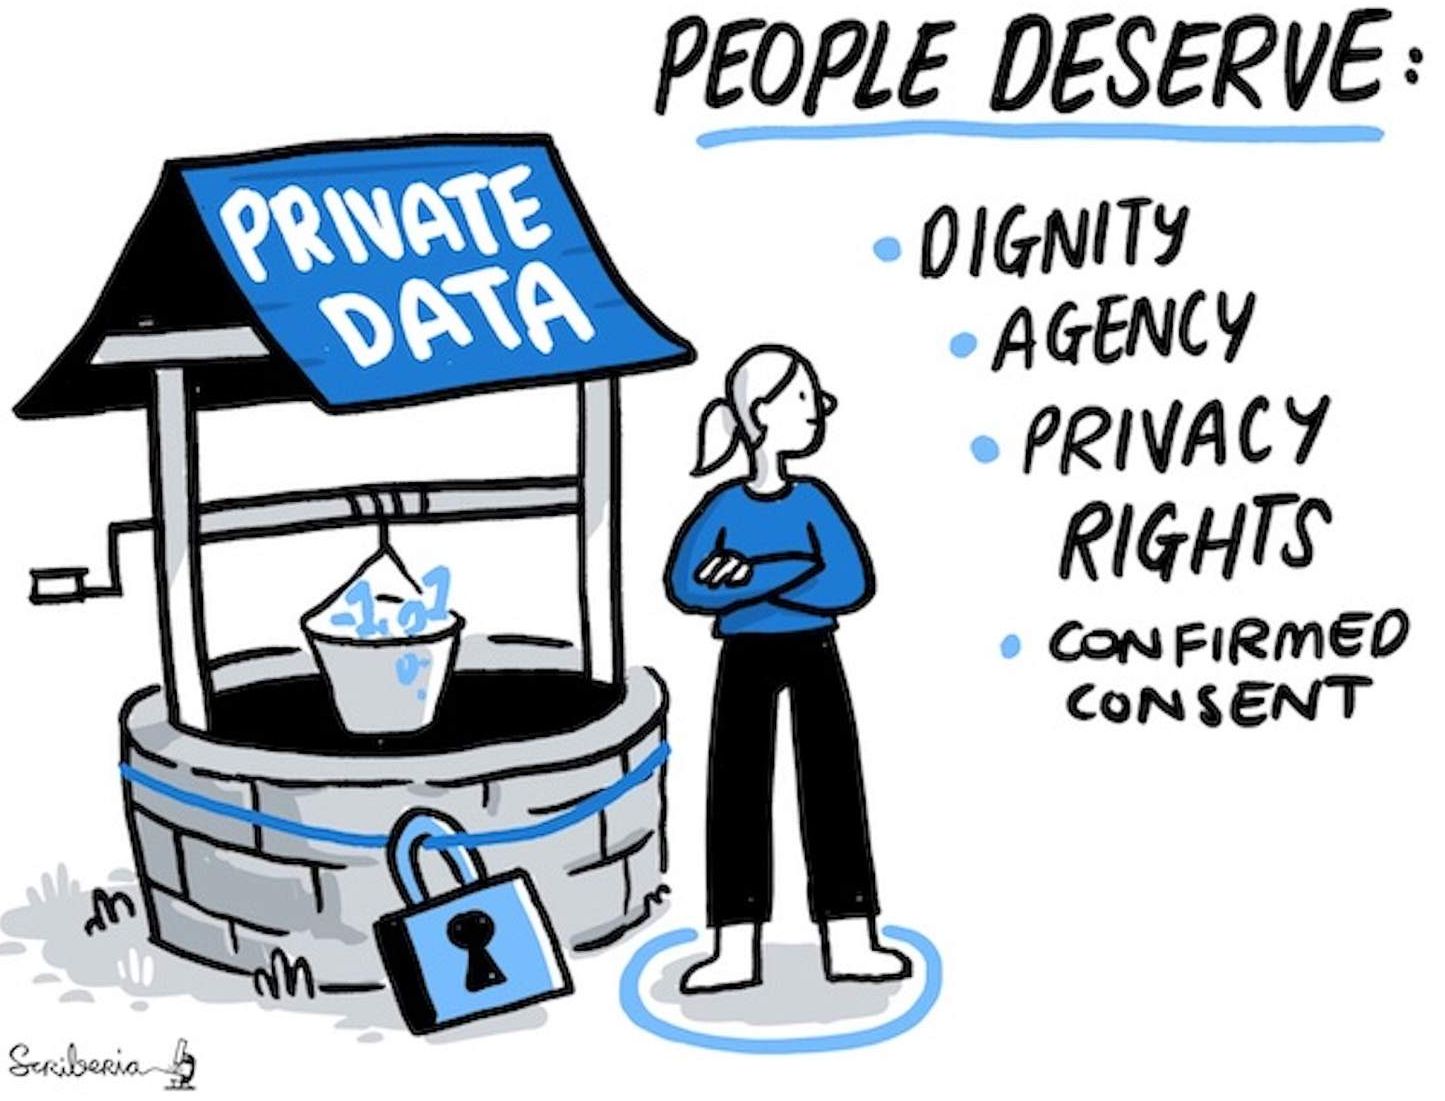 PEOPLE DESERVE:
PRIVATE
DATA
• DIGNITY
• AGENCY
• PRIVACY
RIGHTS
• CONFIRMED
CONSENT
Scriberia